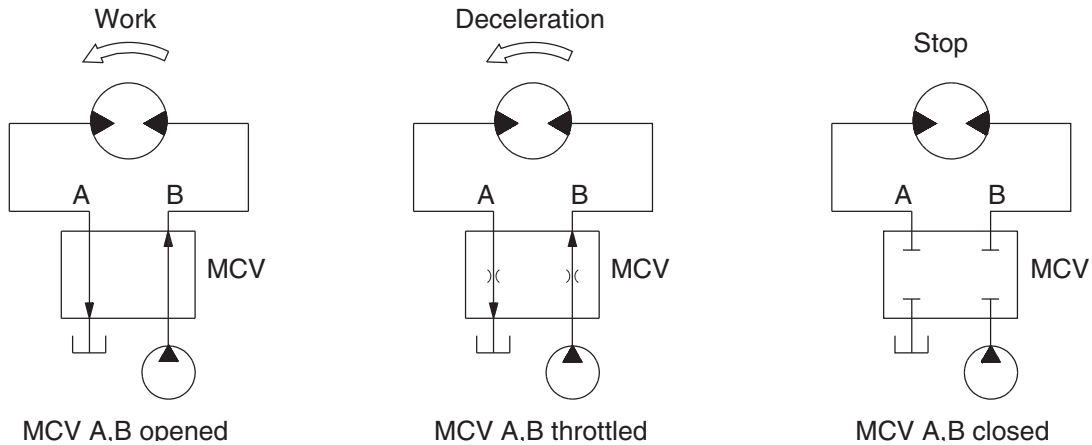 Work
A B
MCV
MCV A,B opened
Deceleration
A B
MCV
MCV A,B throttled
Stop
A B
MCV
MCV A,B closed